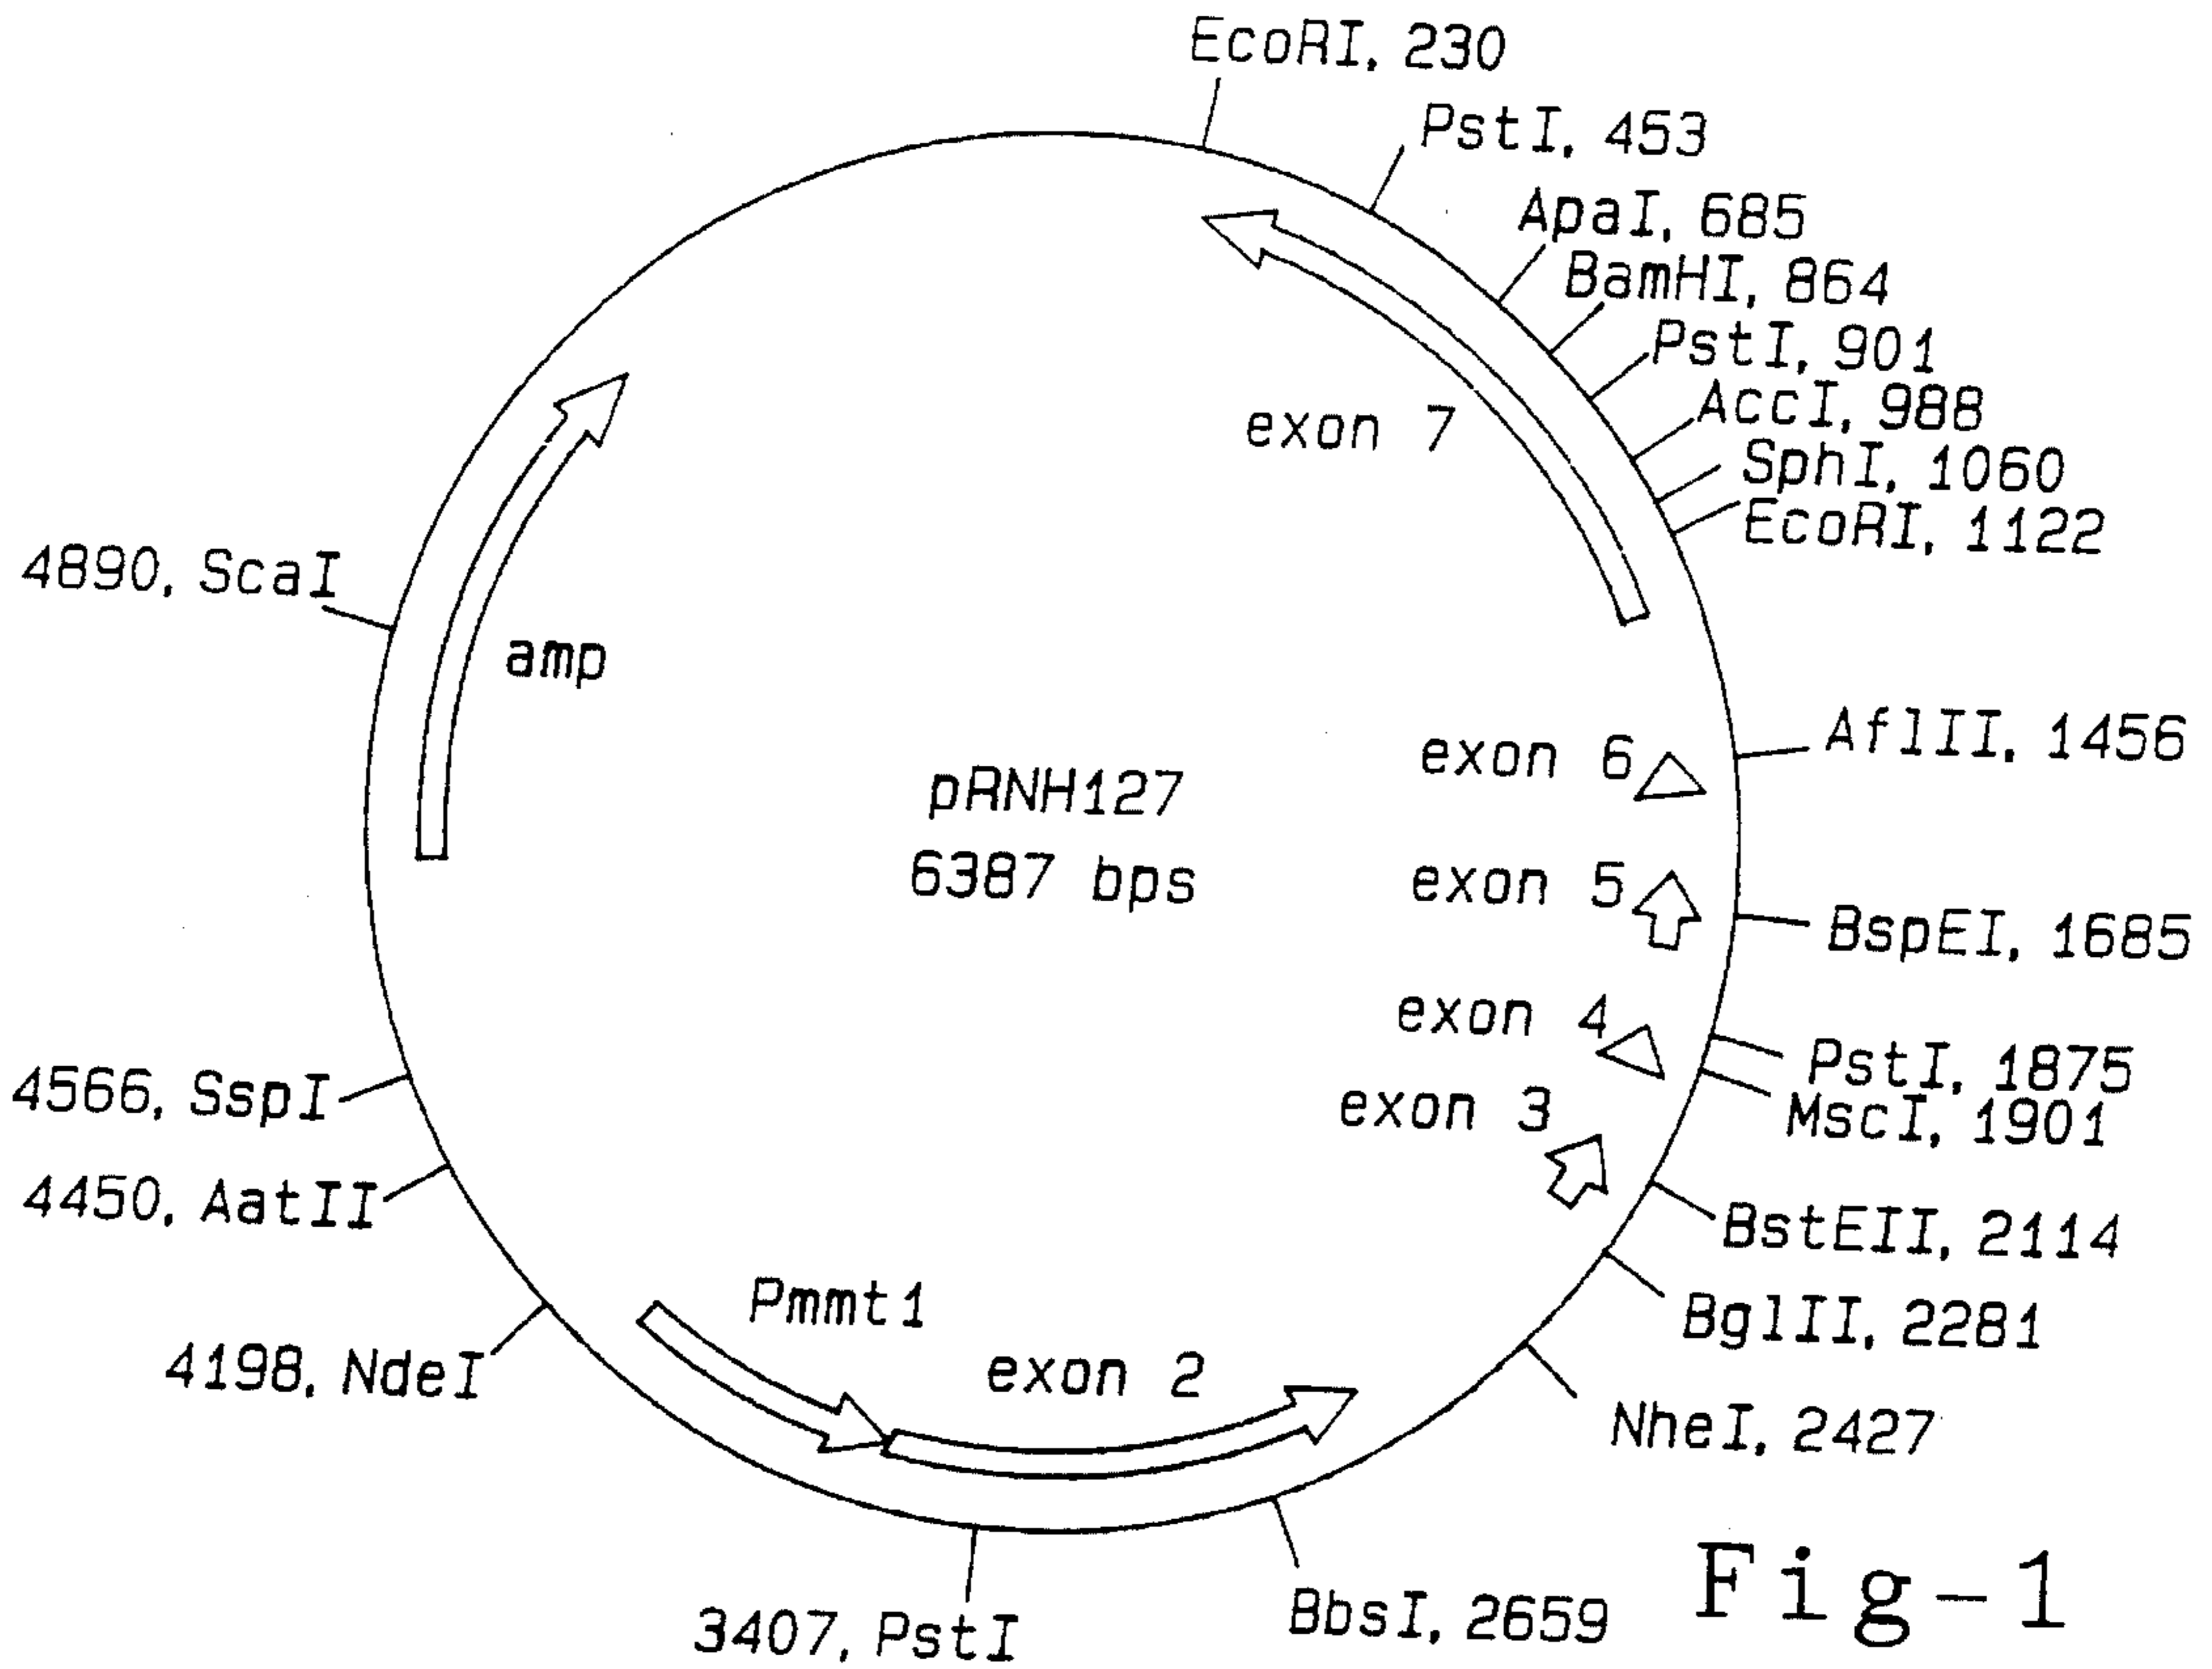 EcoRI, 230
PstI, 453
ApaI, 685
BamHI, 864
PstI, 901
AccI, 988
SphI, 1060
EcoRI, 1122
exon 7
4890, ScaI
amp
AflII, 1456
exon 6
pRNH127
6387 bps
exon 5
BspEI, 1685
exon 4
PstI, 1875
MscI, 1901
exon 3
4566, SspI
4450, AatII
BstEII, 2114
BglII, 2281
Pmmt1
exon 2
4198, NdeI
NheI, 2427
3407, PstI
BbsI, 2659
Fig-1